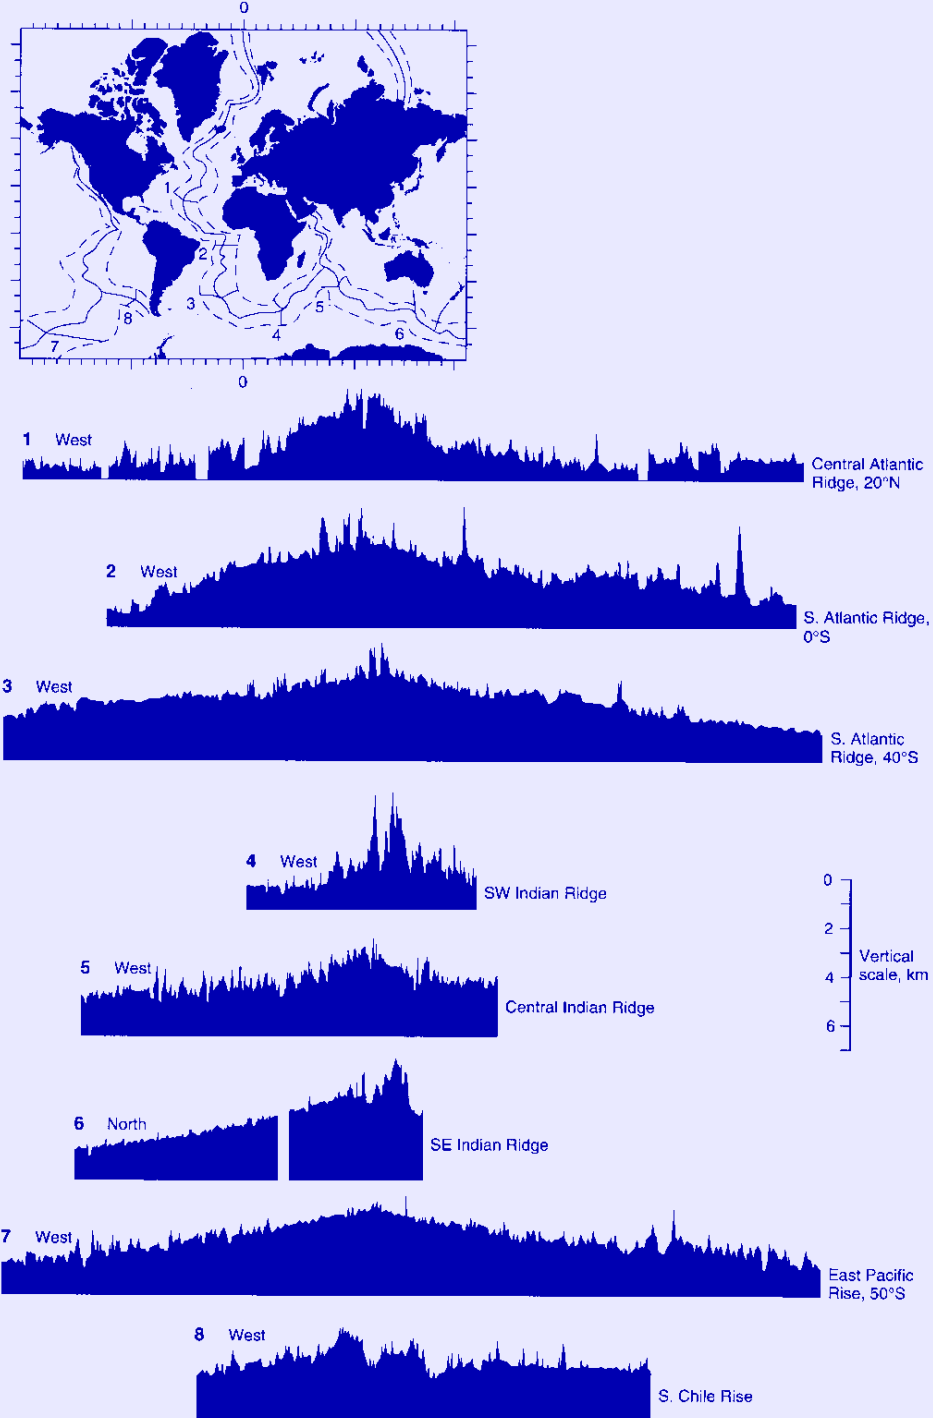 0
1
2
3
4
5
6
7
8
0
1 West
Central Atlantic
Ridge, 20°N
2 West
S. Atlantic Ridge,
0°S
3 West
S. Atlantic
Ridge, 40°S
4 West
SW Indian Ridge
0
2
4
6
Vertical
scale, km
5 West
Central Indian Ridge
6 North
SE Indian Ridge
7 West
East Pacific
Rise, 50°S
8 West
S. Chile Rise